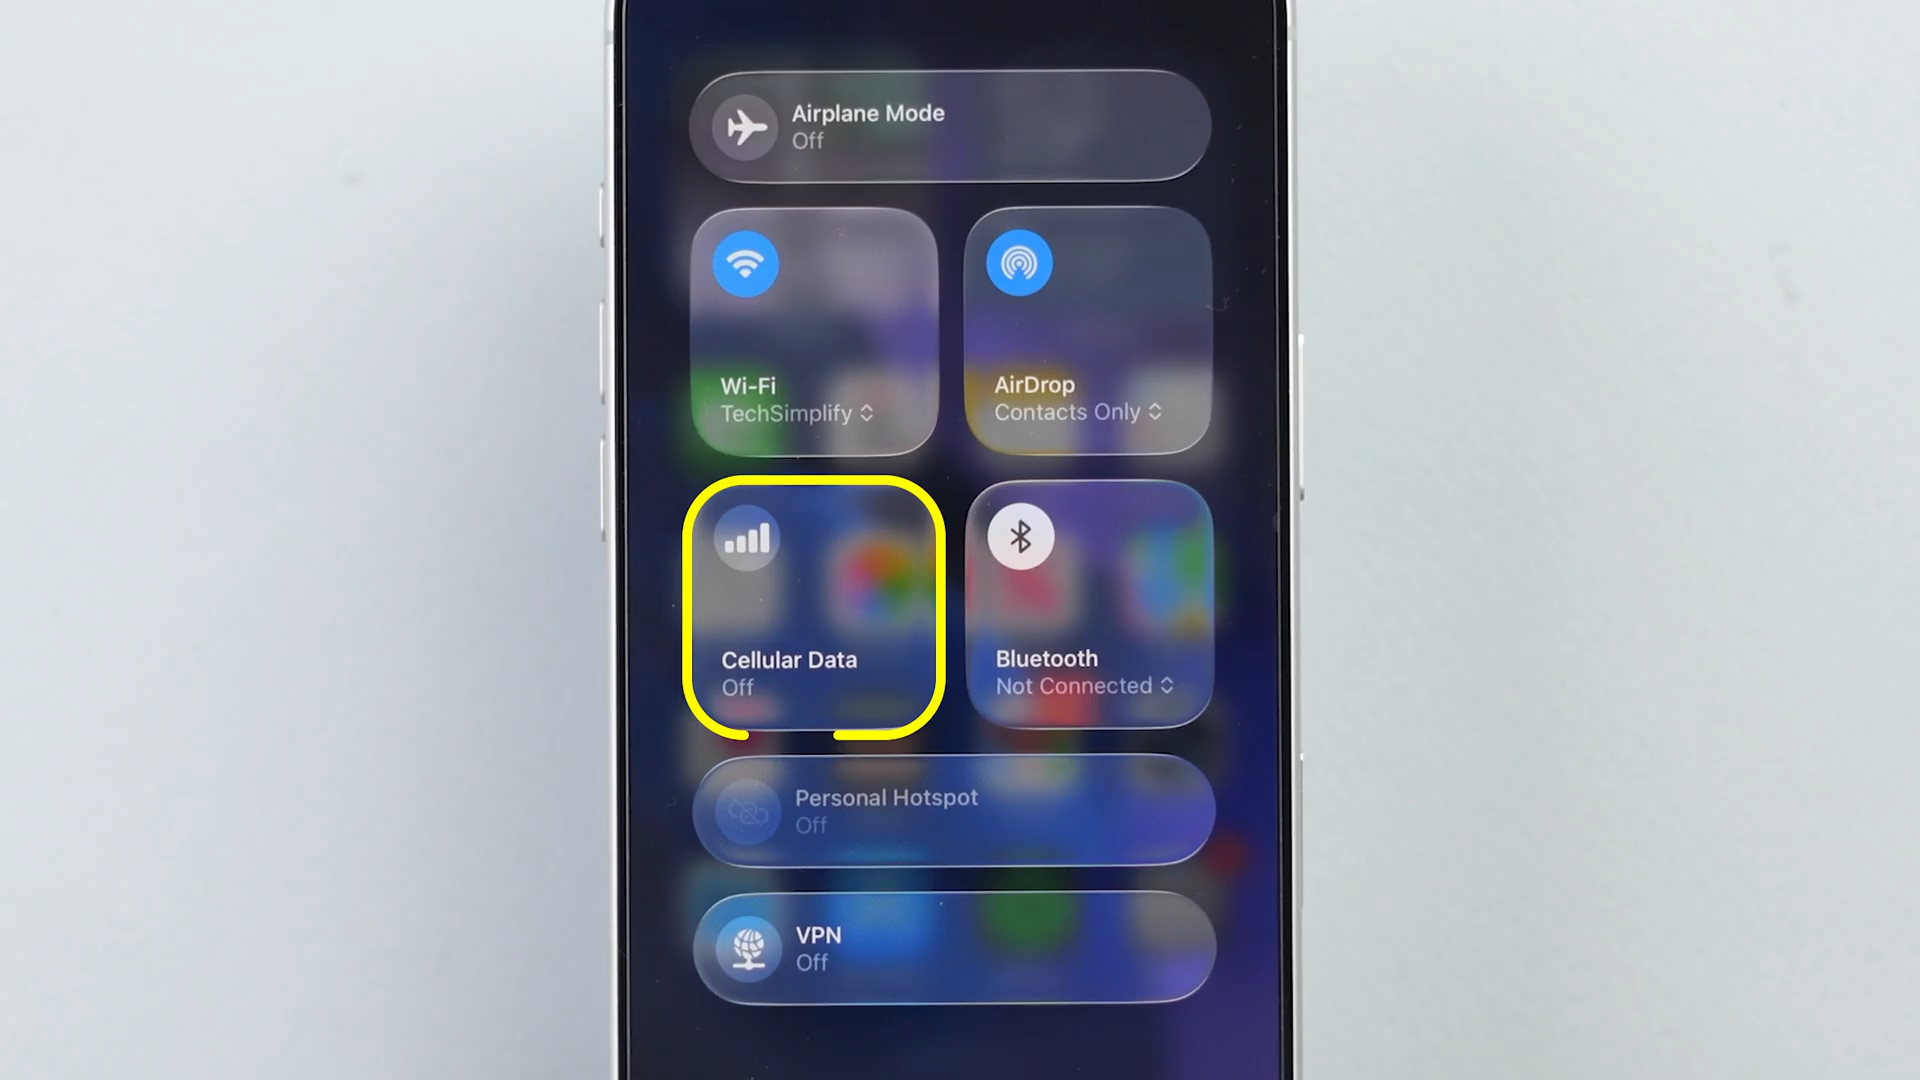 Airplane Mode
Off
Wi-Fi
TechSimplify
AirDrop
Contacts Only
Cellular Data
Off
Bluetooth
Not Connected
Personal Hotspot
Off
VPN
Off